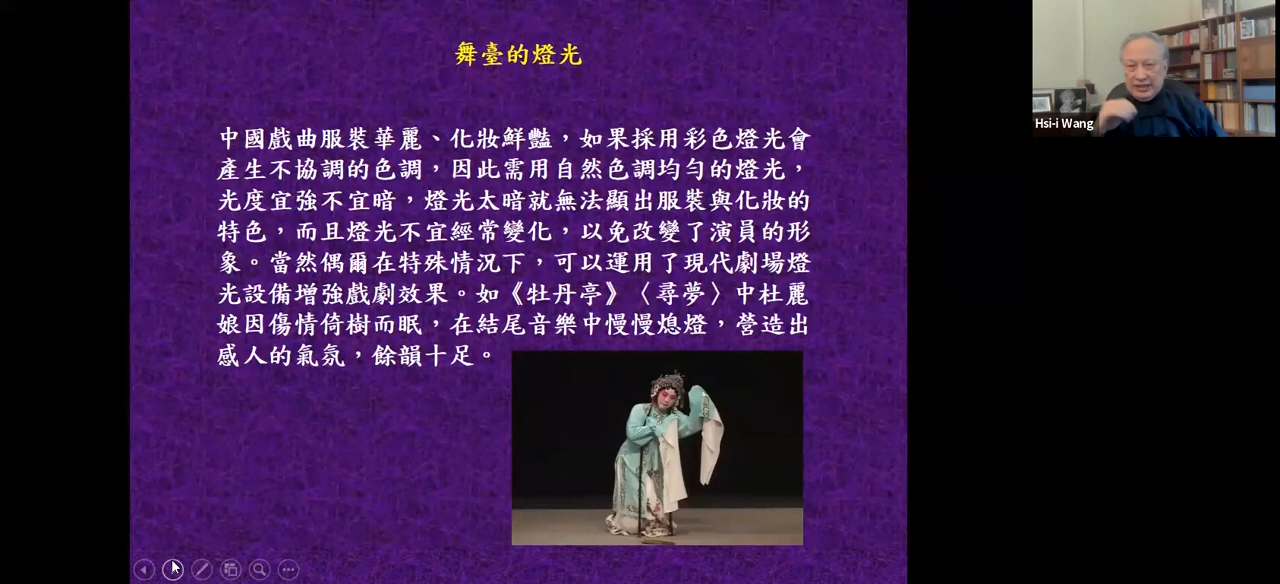 舞臺的燈光
中國戲曲服裝華麗、化妝鮮豔，如果採用彩色燈光會
產生不協調的色調，因此需用自然色調均勻的燈光，
光度宜強不宜暗，燈光太暗就無法顯出服裝與化妝的
特色，而且燈光不宜經常變化，以免改變了演員的形
象。當然偶爾在特殊情況下，可以運用了現代劇場燈
光設備增強戲劇效果。如《牡丹亭》〈尋夢〉中杜麗
娘因傷情倚樹而眠，在結尾音樂中慢慢熄燈，營造出
感人的氣氛，餘韻十足。
Hsi-i Wang